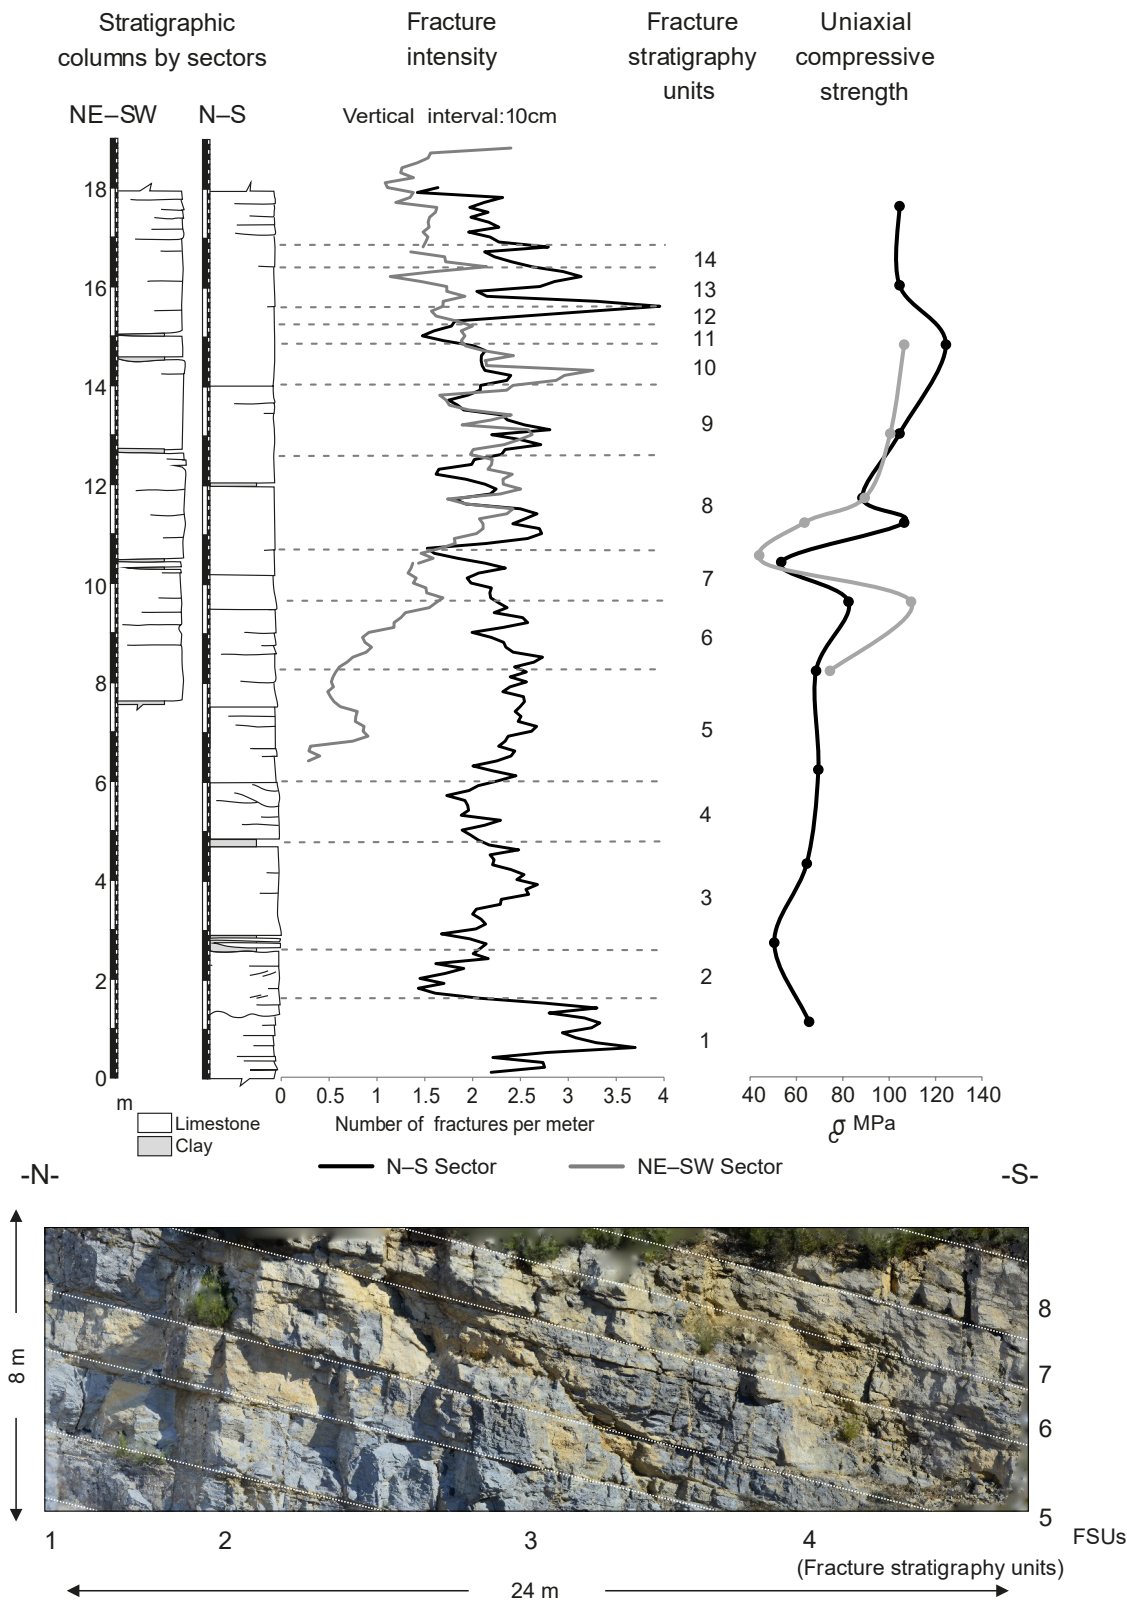 Stratigraphic
columns by sectors
Fracture
intensity
Fracture
stratigraphy
units
Uniaxial
compressive
strength
NE–SW
N–S
Vertical interval:10cm
18
16
14
12
10
8
6
4
2
0
m
14
13
12
11
10
9
8
7
6
5
4
3
2
1
0 0.5 1 1.5 2 2.5 3 3.5 4
Number of fractures per meter
40 60 80 100 120 140
σc MPa
Limestone
Clay
N–S Sector
NE–SW Sector
-N-
-S-
8 m
8
7
6
5
1 2 3 4
FSUs
(Fracture stratigraphy units)
24 m